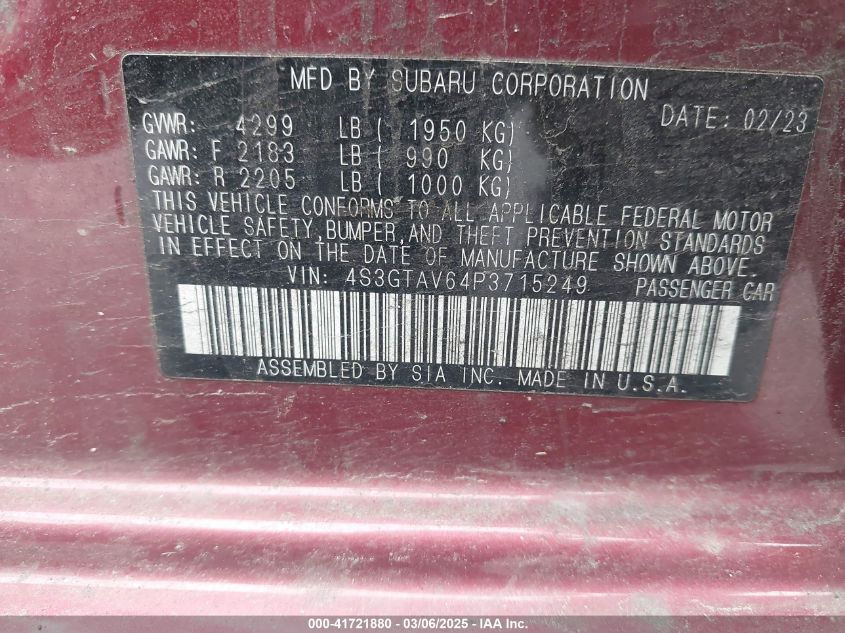 MFD BY SUBARU CORPORATION
DATE: 02/23
GVWR: 4299 LB ( 1950 KG)
GAWR: F 2183 LB ( 990 KG)
GAWR: R 2205 LB ( 1000 KG)
THIS VEHICLE CONFORMS TO ALL APPLICABLE FEDERAL MOTOR
VEHICLE SAFETY, BUMPER, AND THEFT PREVENTION STANDARDS
IN EFFECT ON THE DATE OF MANUFACTURE SHOWN ABOVE.
VIN: 4S3GTAV64P3715249 PASSENGER CAR
ASSEMBLED BY SIA INC. MADE IN U.S.A.
000-41721880 - 03/06/2025 - IAA Inc.